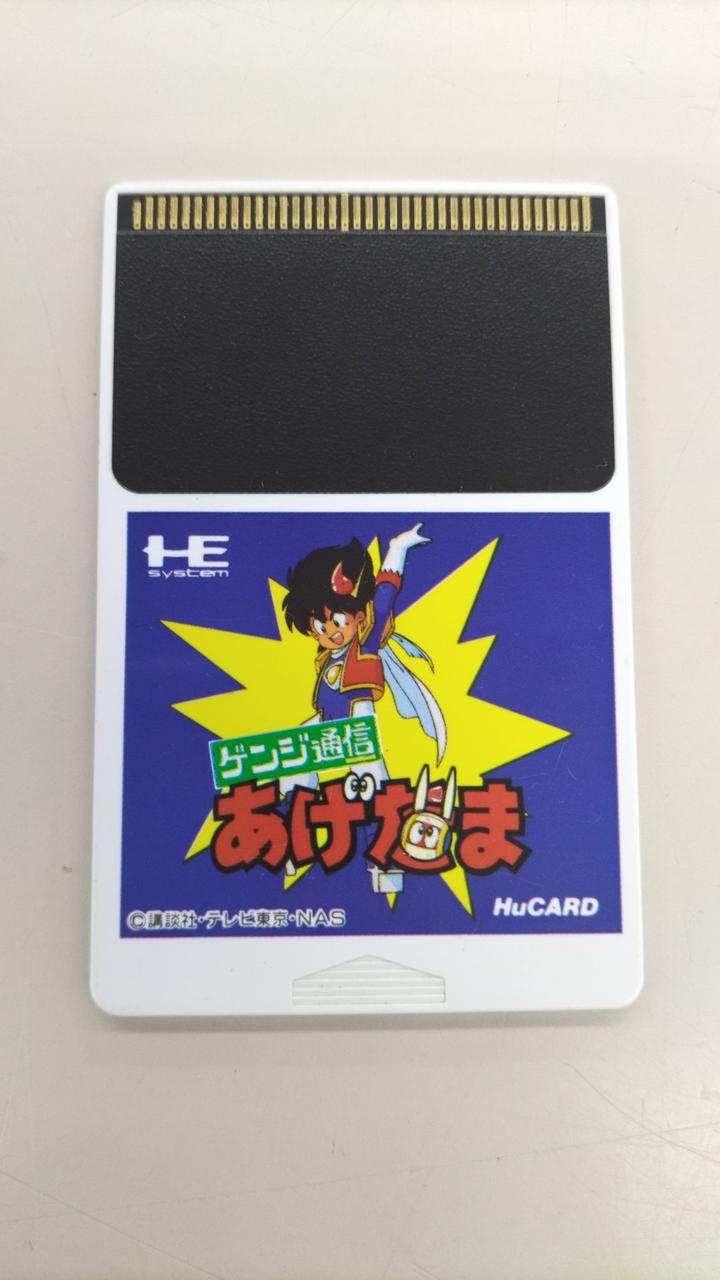 HE
system
ゲンジ通信
あげだま
HuCARD
©講談社・テレビ東京・NAS